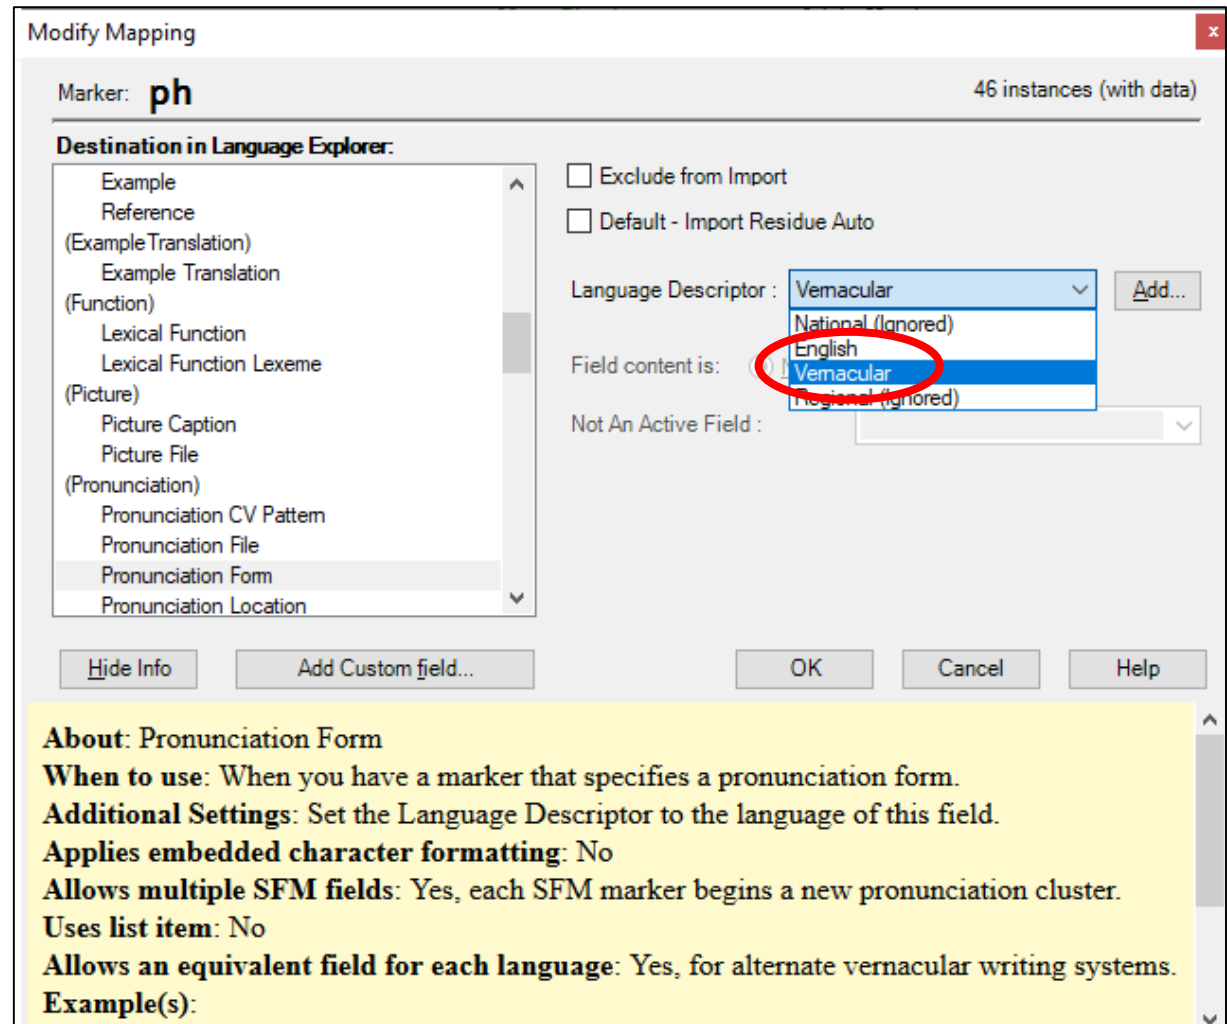 Modify Mapping
x
Marker: ph
46 instances (with data)
Destination in Language Explorer:
Example
Reference
(Example Translation)
Example Translation
(Function)
Lexical Function
Lexical Function Lexeme
(Picture)
Picture Caption
Picture File
(Pronunciation)
Pronunciation CV Pattern
Pronunciation File
Pronunciation Form
Pronunciation Location
Exclude from Import
Default - Import Residue Auto
Language Descriptor : Vernacular
Add...
National (Ignored)
English
Vernacular
Regional (Ignored)
Field content is:
Not An Active Field :
Hide Info
Add Custom field...
OK
Cancel
Help
About: Pronunciation Form
When to use: When you have a marker that specifies a pronunciation form.
Additional Settings: Set the Language Descriptor to the language of this field.
Applies embedded character formatting: No
Allows multiple SFM fields: Yes, each SFM marker begins a new pronunciation cluster.
Uses list item: No
Allows an equivalent field for each language: Yes, for alternate vernacular writing systems.
Example(s):